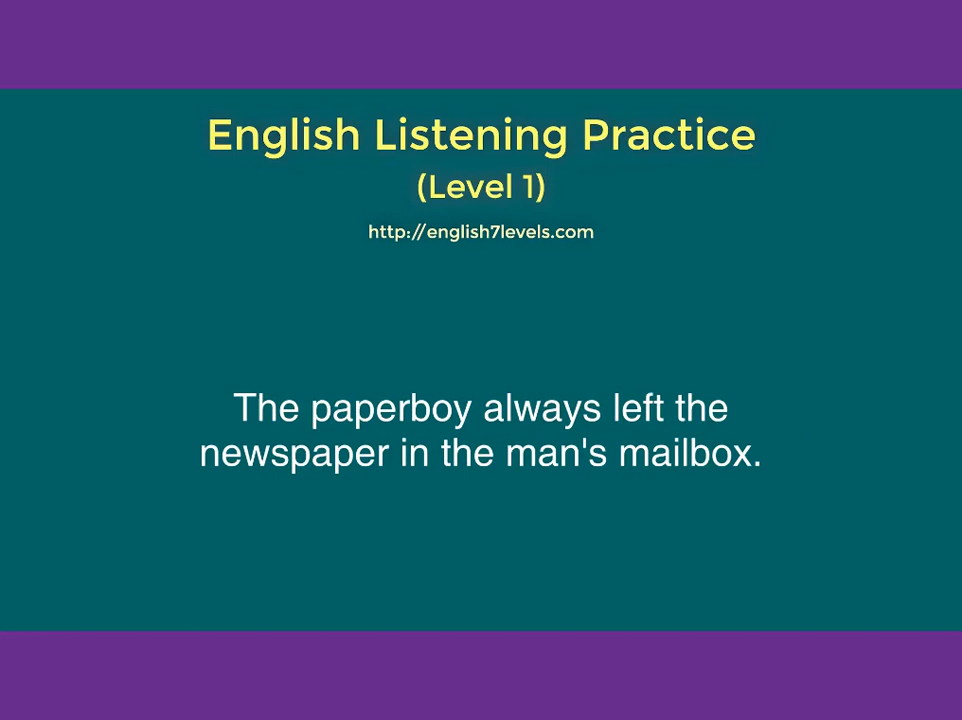 English Listening Practice
(Level 1)
http://english7levels.com
The paperboy always left the
newspaper in the man's mailbox.